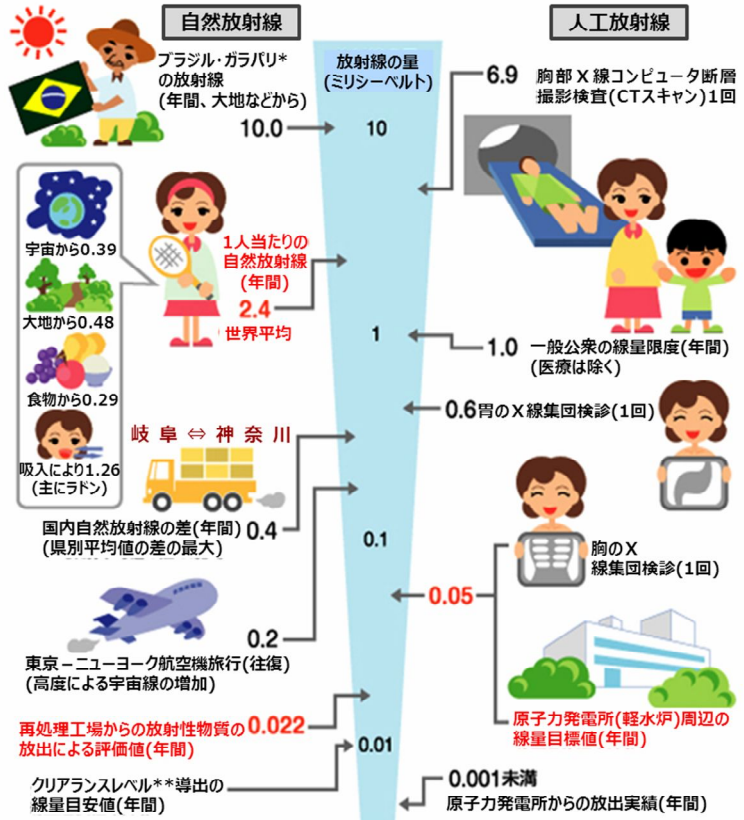 自然放射線
人工放射線
ブラジル・ガラパリ*
の放射線
(年間、大地などから)
10.0
放射線の量
(ミリシーベルト)
10
1
0.1
0.01
6.9
胸部X線コンピュータ断層
撮影検査(CTスキャン)1回
宇宙から0.39
大地から0.48
食物から0.29
吸入により1.26
(主にラドン)
1人当たりの
自然放射線
(年間)
2.4
世界平均
1.0
一般公衆の線量限度(年間)
(医療は除く)
0.6
胃のX線集団検診(1回)
岐阜⇔神奈川
国内自然放射線の差(年間)
(県別平均値の差の最大)
0.4
胸のX
線集団検診(1回)
0.05
0.2
東京−ニューヨーク航空機旅行(往復)
(高度による宇宙線の増加)
原子力発電所(軽水炉)周辺の
線量目標値(年間)
再処理工場からの放射性物質の
放出による評価値(年間)
0.022
クリアランスレベル**導出の
線量目安値(年間)
0.001未満
原子力発電所からの放出実績(年間)